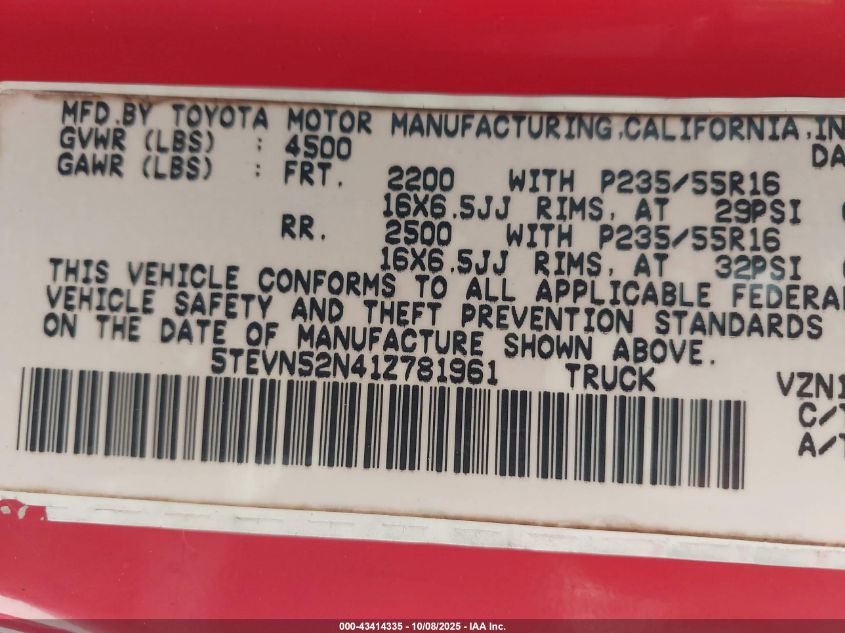 MFD.BY TOYOTA MOTOR MANUFACTURING,CALIFORNIA,IN
GVWR (LBS) : 4500 DA
GAWR (LBS) : FRT. 2200 WITH P235/55R16
16X6.5JJ RIMS, AT 29PSI
RR. 2500 WITH P235/55R16
16X6.5JJ RIMS, AT 32PSI
THIS VEHICLE CONFORMS TO ALL APPLICABLE FEDERAL
VEHICLE SAFETY AND THEFT PREVENTION STANDARDS
ON THE DATE OF MANUFACTURE SHOWN ABOVE.
5TEVN52N41Z781961 TRUCK VZN1
C/T
A/T
000-43414335 - 10/08/2025 - IAA Inc.